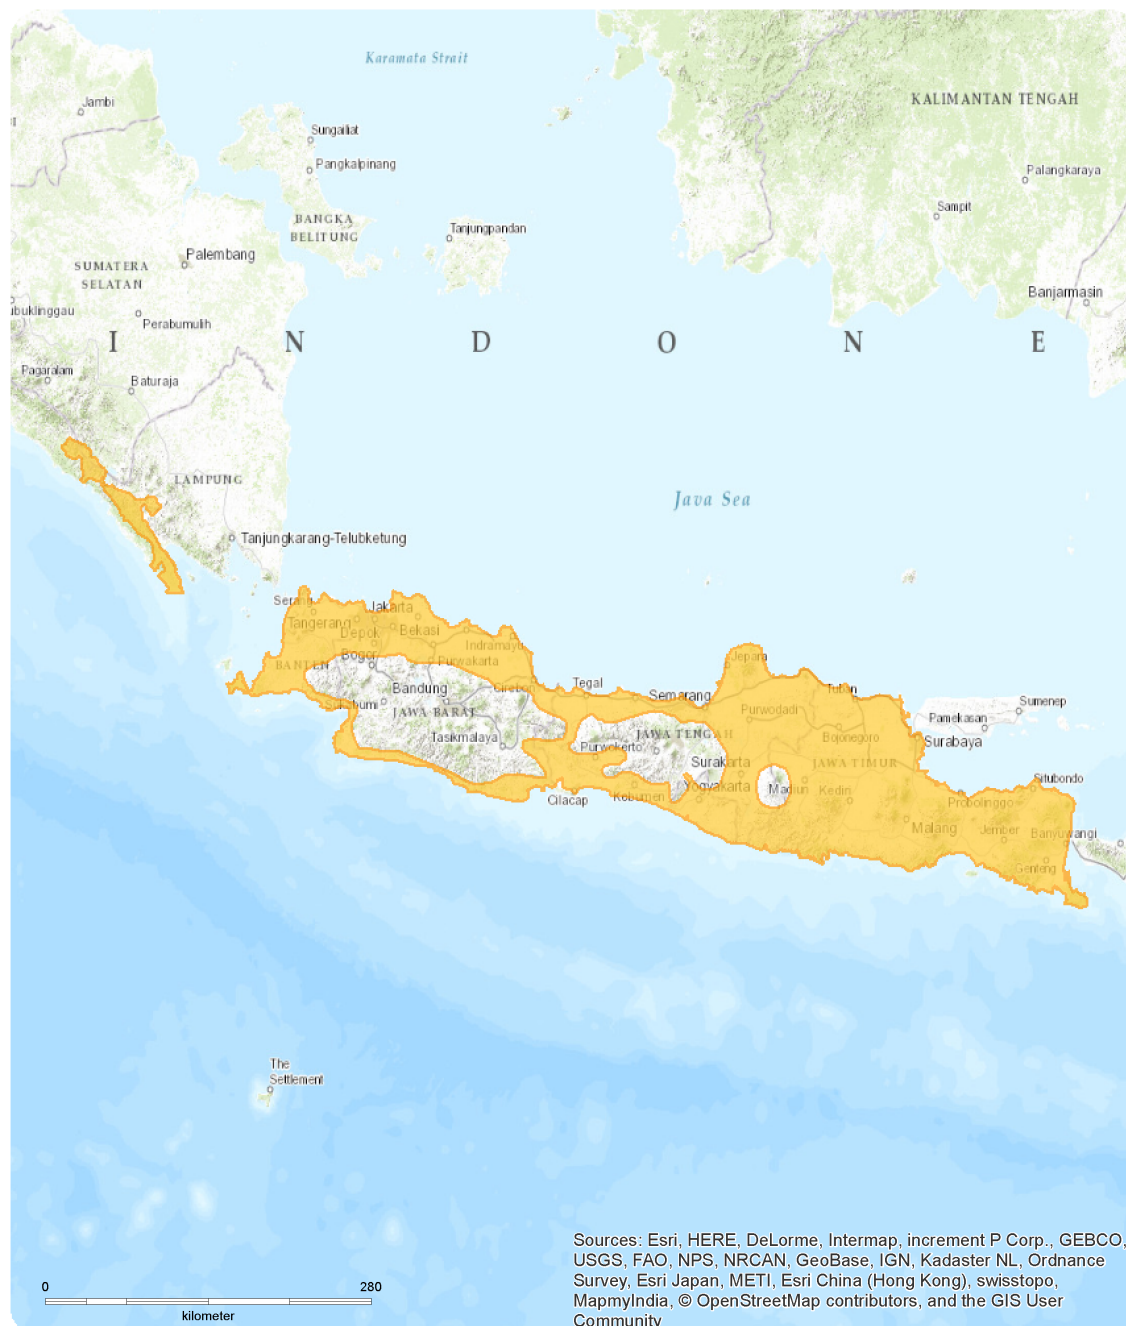 Karamata Strait
Jambi
KALIMANTAN TENGAH
Sungailiat
Pangkalpinang
Palangkaraya
Sampit
BANGKA
BELITUNG
Tanjungpandan
Palembang
SUMATERA
SELATAN
Banjarmasin
ubuklinggau
Perabumulih
I N D O N E
Pagaralam
Baturaja
LAMPUNG
Java Sea
Tanjungkarang-Telubketung
Serang
Jakarta
Tangerang
Depok
Bekasi
Indramayu
Bogor
Purwakarta
BANTEN
Jepara
Cirebon
Tegal
Bandung
Semarang
Tuban
Sumenep
Sukabumi
JAWA BARAT
Purwodadi
Pamekasan
Tasikmalaya
JAWA TENGAH
Bojonegoro
Surabaya
Purwokerto
Surakarta
JAWA TIMUR
Situbondo
Yogyakarta
Madiun
Kediri
Cilacap
Kebumen
Probolinggo
Malang
Jember
Banyuwangi
Genteng
The
Settlement
0 280
kilometer
Sources: Esri, HERE, DeLorme, Intermap, increment P Corp., GEBCO,
USGS, FAO, NPS, NRCAN, GeoBase, IGN, Kadaster NL, Ordnance
Survey, Esri Japan, METI, Esri China (Hong Kong), swisstopo,
MapmyIndia, © OpenStreetMap contributors, and the GIS User
Community